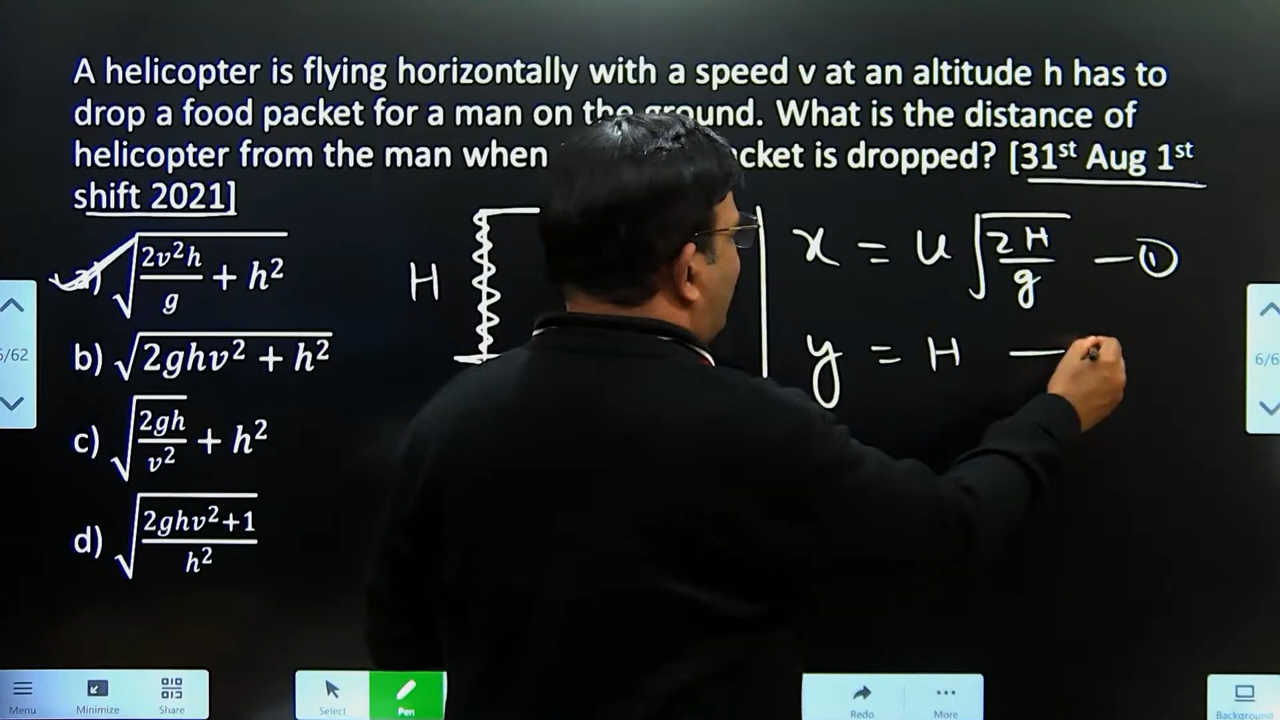 A helicopter is flying horizontally with a speed v at an altitude h has to
drop a food packet for a man on the ground. What is the distance of
helicopter from the man when cket is dropped? [31st Aug 1st
shift 2021]
a) √(2v²h/g + h²)
b) √(2ghv² + h²)
c) √(2gh/v² + h²)
d) √((2ghv²+1)/h²)
H
x = u √(2H/g) — ①
y = H —
5/62
6/6
Menu
Minimize
Share
Select
Pen
Redo
More
Background